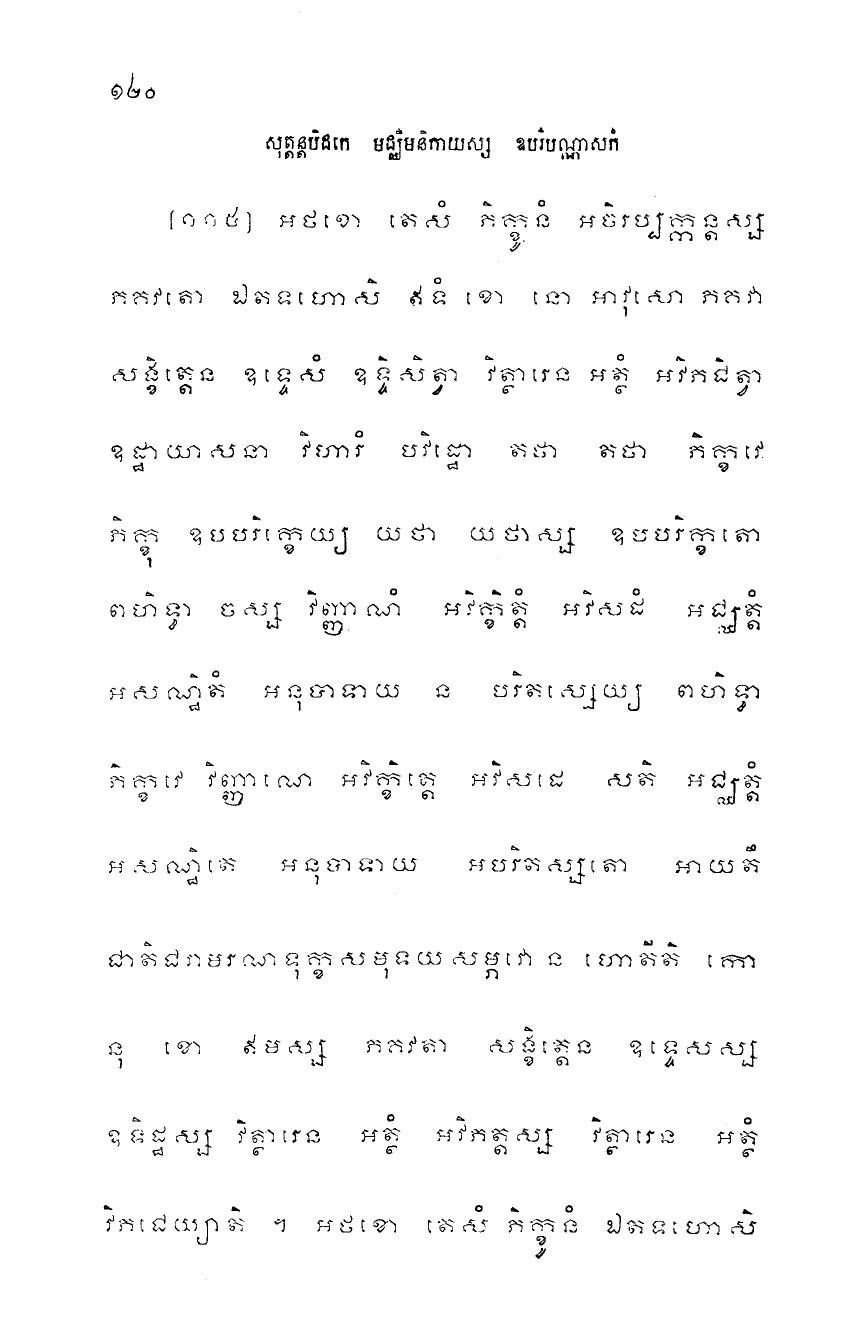 ១២០
សុត្តន្តបិដកេ មជ្ឈិមនិកាយស្ស ឧបរិបណ្ណាសកំ
[១១៥] អថខោ តេសំ ភិក្ខូនំ អចិរប្បក្កន្តស្ស
ភគវតោ ឯតទហោសិ ឥទំ ខោ នោ អាវុសោ ភគវា
សង្ខិត្តេន ឧទ្ទេសំ ឧទ្ទិសិត្វា វិត្ថារេន អត្ថំ អវិភជិត្វា
ឧដ្ឋាយាសនា វិហារំ បវិដ្ឋោ តថា តថា ភិក្ខវេ
ភិក្ខុ ឧបបរិក្ខេយ្យ យថា យថាស្ស ឧបបរិក្ខតោ
ពហិទ្ធា ចស្ស វិញ្ញាណំ អវិក្ខិត្តំ អវិសដំ អជ្ឈត្តំ
អសណ្ឋិតំ អនុបាទាយ ន បរិតស្សេយ្យ ពហិទ្ធា
ភិក្ខវេ វិញ្ញាណេ អវិក្ខិត្តេ អវិសដេ សតិ អជ្ឈត្តំ
អសណ្ឋិតេ អនុបាទាយ អបរិតស្សតោ អាយតឹ
ជាតិជរាមរណទុក្ខសមុទយសម្ភវោ ន ហោតីតិ កោ
នុ ខោ ឥមស្ស ភគវតា សង្ខិត្តេន ឧទ្ទេសស្ស
ឧទិដ្ឋស្ស វិត្ថារេន អត្ថំ អវិភត្តស្ស វិត្ថារេន អត្ថំ
វិភជេយ្យាតិ ។ អថខោ តេសំ ភិក្ខូនំ ឯតទហោសិ